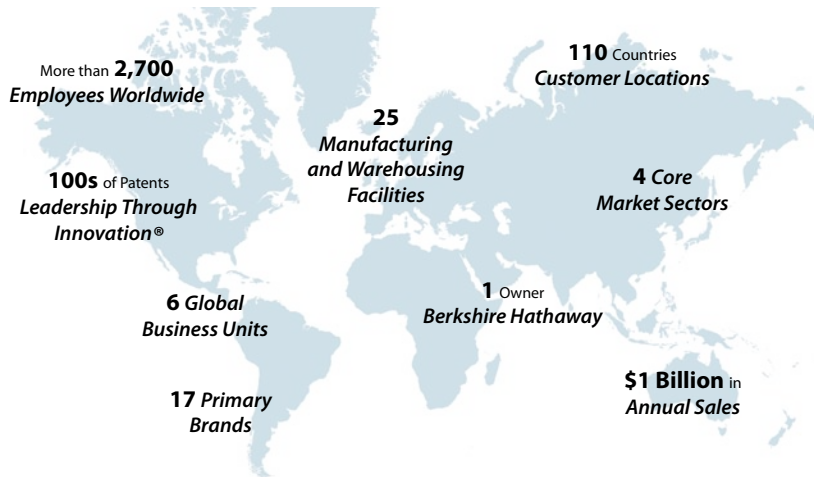 More than 2,700
Employees Worldwide
110 Countries
Customer Locations
25
Manufacturing
and Warehousing
Facilities
100s of Patents
Leadership Through
Innovation®
4 Core
Market Sectors
6 Global
Business Units
1 Owner
Berkshire Hathaway
17 Primary
Brands
$1 Billion in
Annual Sales